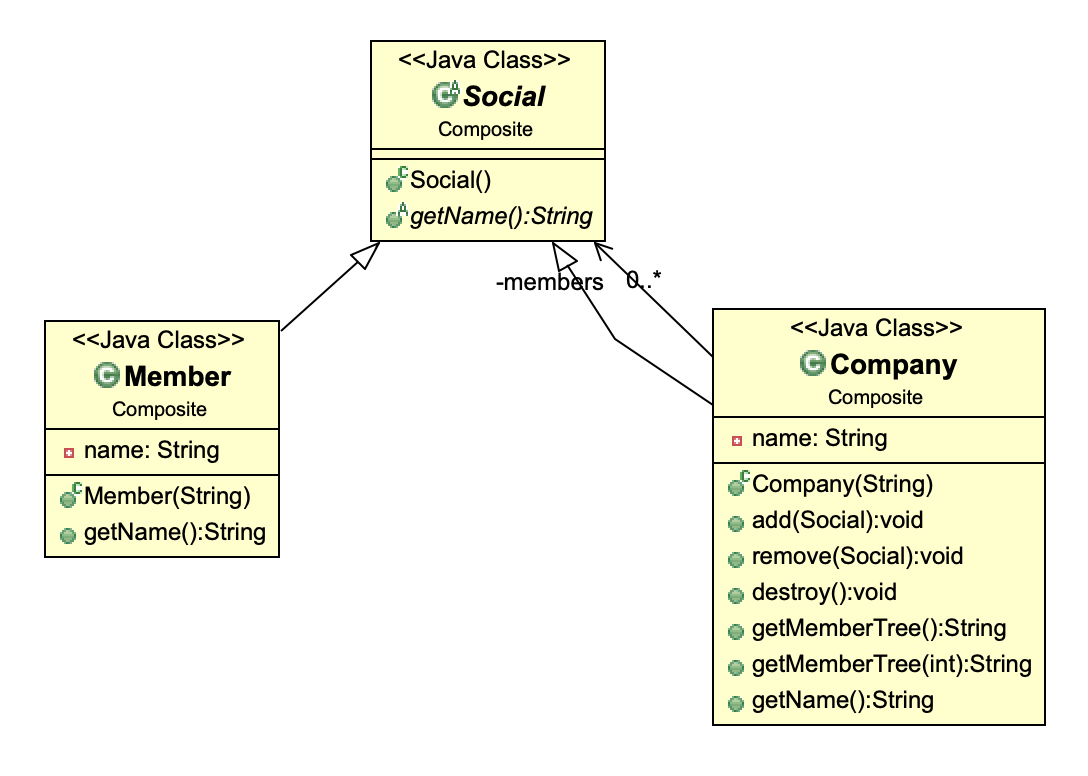 <<Java Class>>
Social
Composite
Social()
getName():String
-members 0..*
<<Java Class>>
Member
Composite
name: String
Member(String)
getName():String
<<Java Class>>
Company
Composite
name: String
Company(String)
add(Social):void
remove(Social):void
destroy():void
getMemberTree():String
getMemberTree(int):String
getName():String